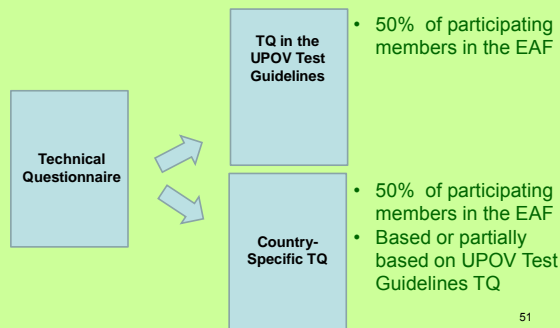 TQ in the
UPOV Test
Guidelines
• 50% of participating
members in the EAF
Technical
Questionnaire
Country-
Specific TQ
• 50% of participating
members in the EAF
• Based or partially
based on UPOV Test
Guidelines TQ
51